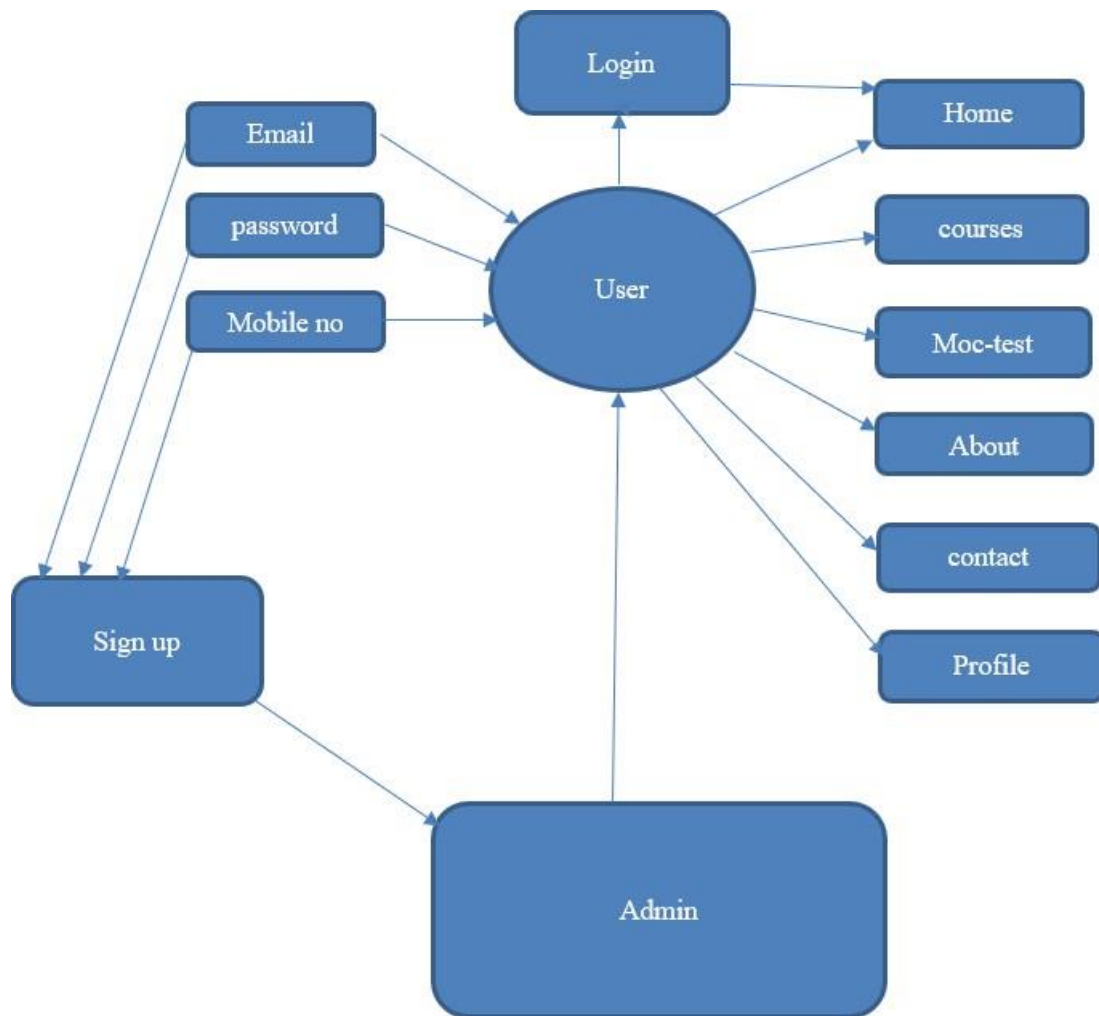 Login
Home
Email
password
courses
User
Mobile no
Moc-test
About
contact
Sign up
Profile
Admin